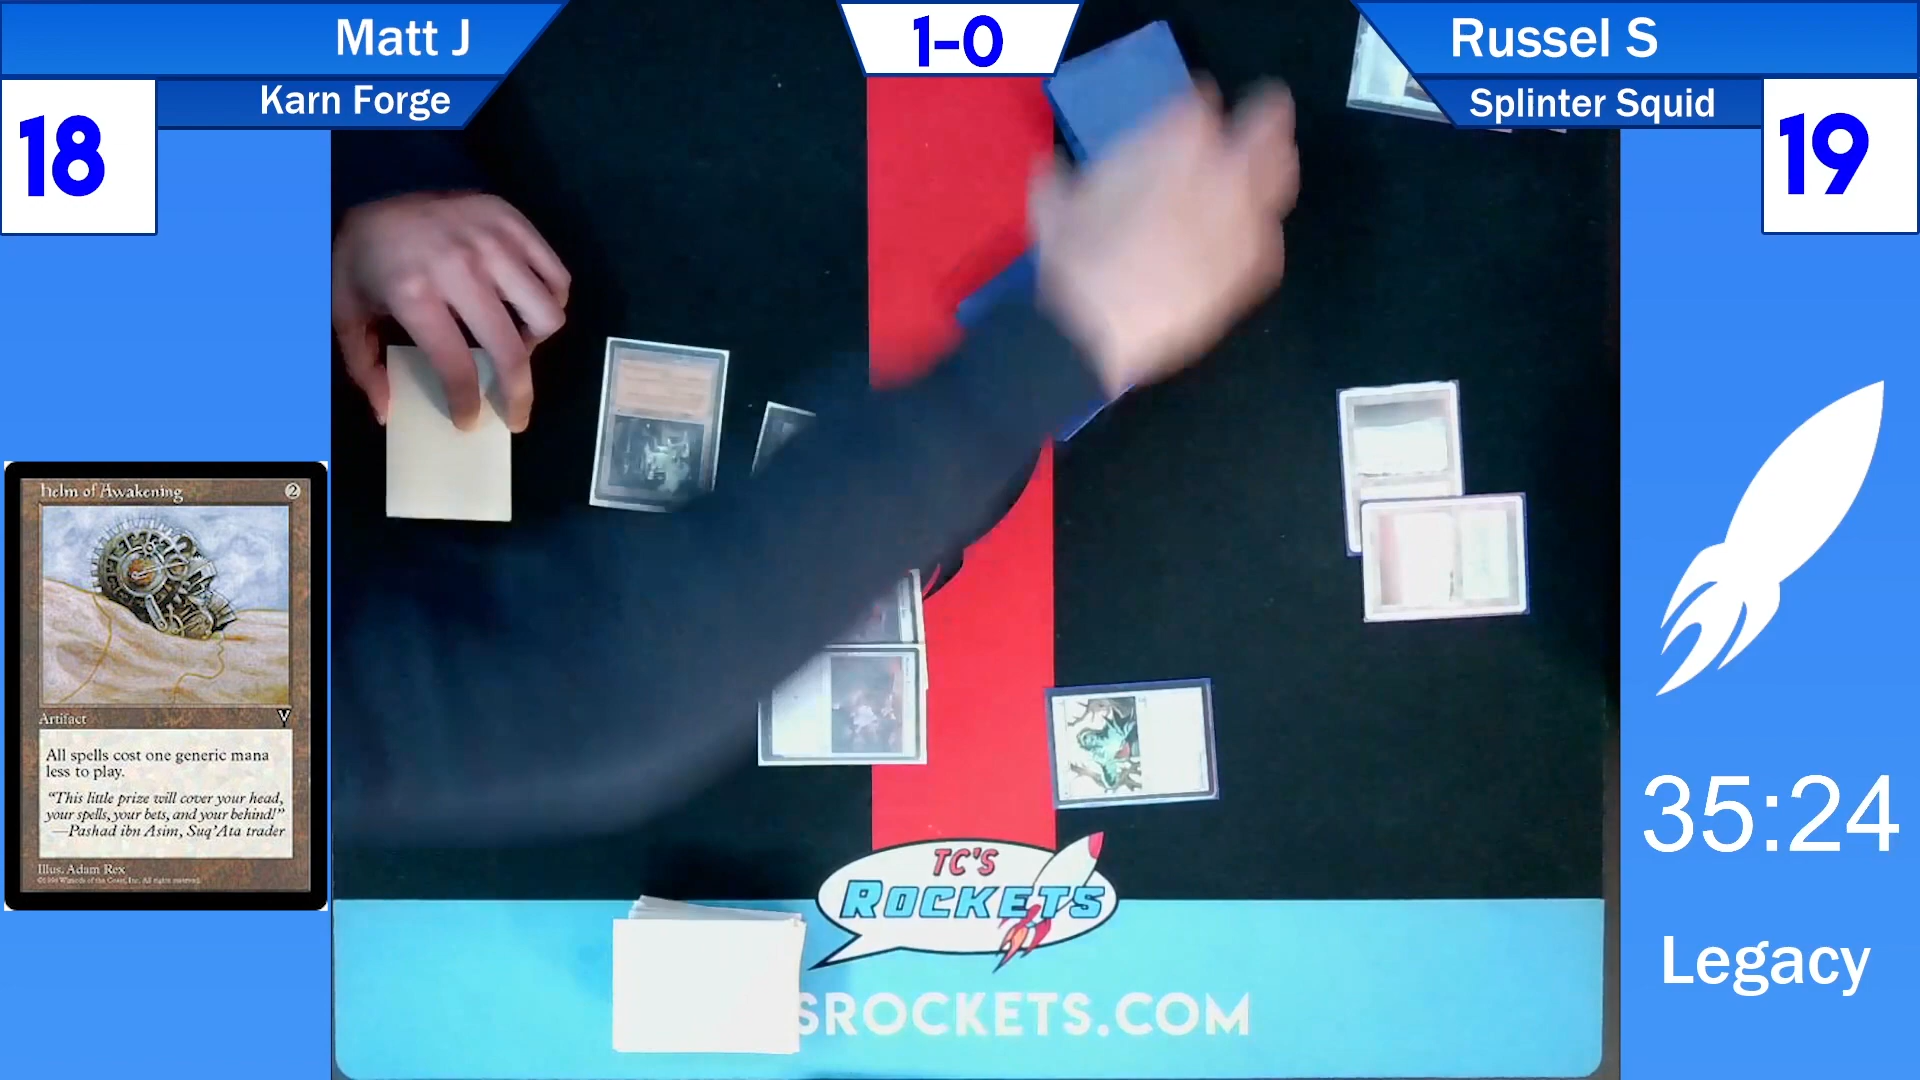 Matt J
1-0
Russel S
Karn Forge
Splinter Squid
18
19
Helm of Awakening
2
Artifact
V
All spells cost one generic mana
less to play.
"This little prize will cover your head,
your spells, your bets, and your behind!"
—Pashad ibn Asim, Suq'Ata trader
Illus. Adam Rex
35:24
Legacy
TC'S
ROCKETS
SROCKETS.COM